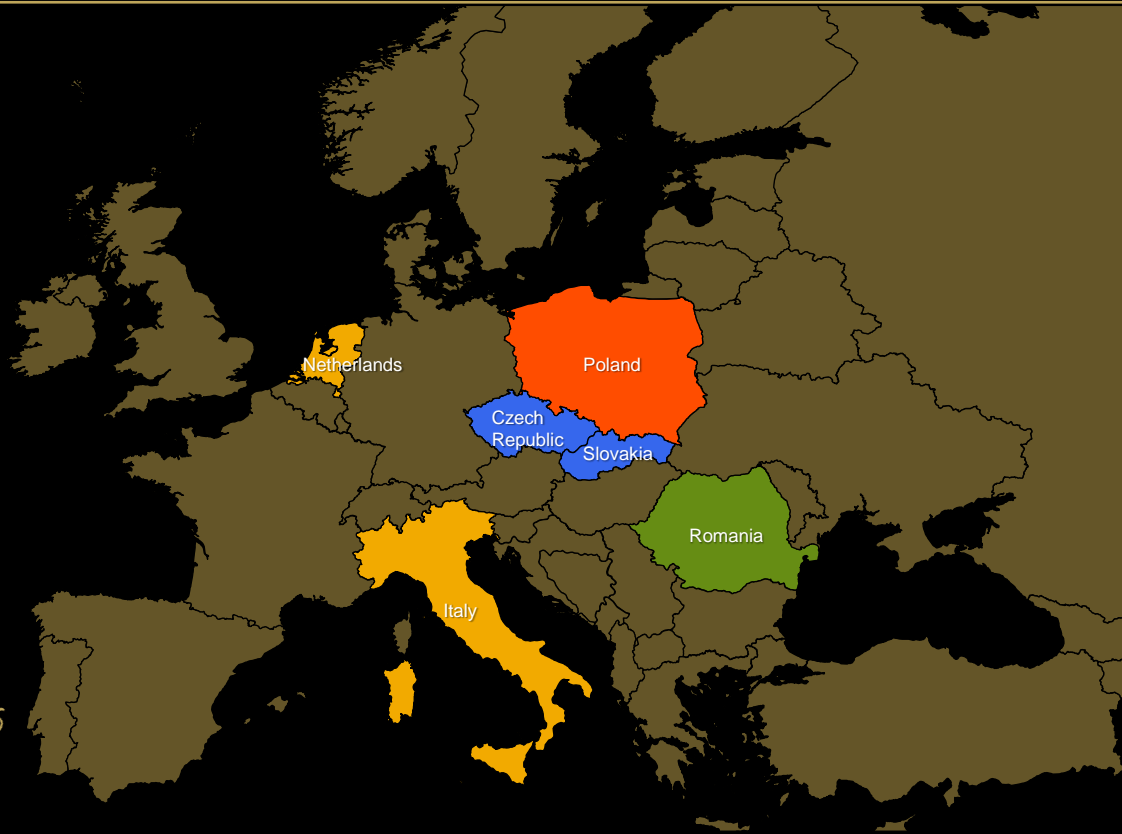 Netherlands
Poland
Czech
Republic
Slovakia
Romania
Italy